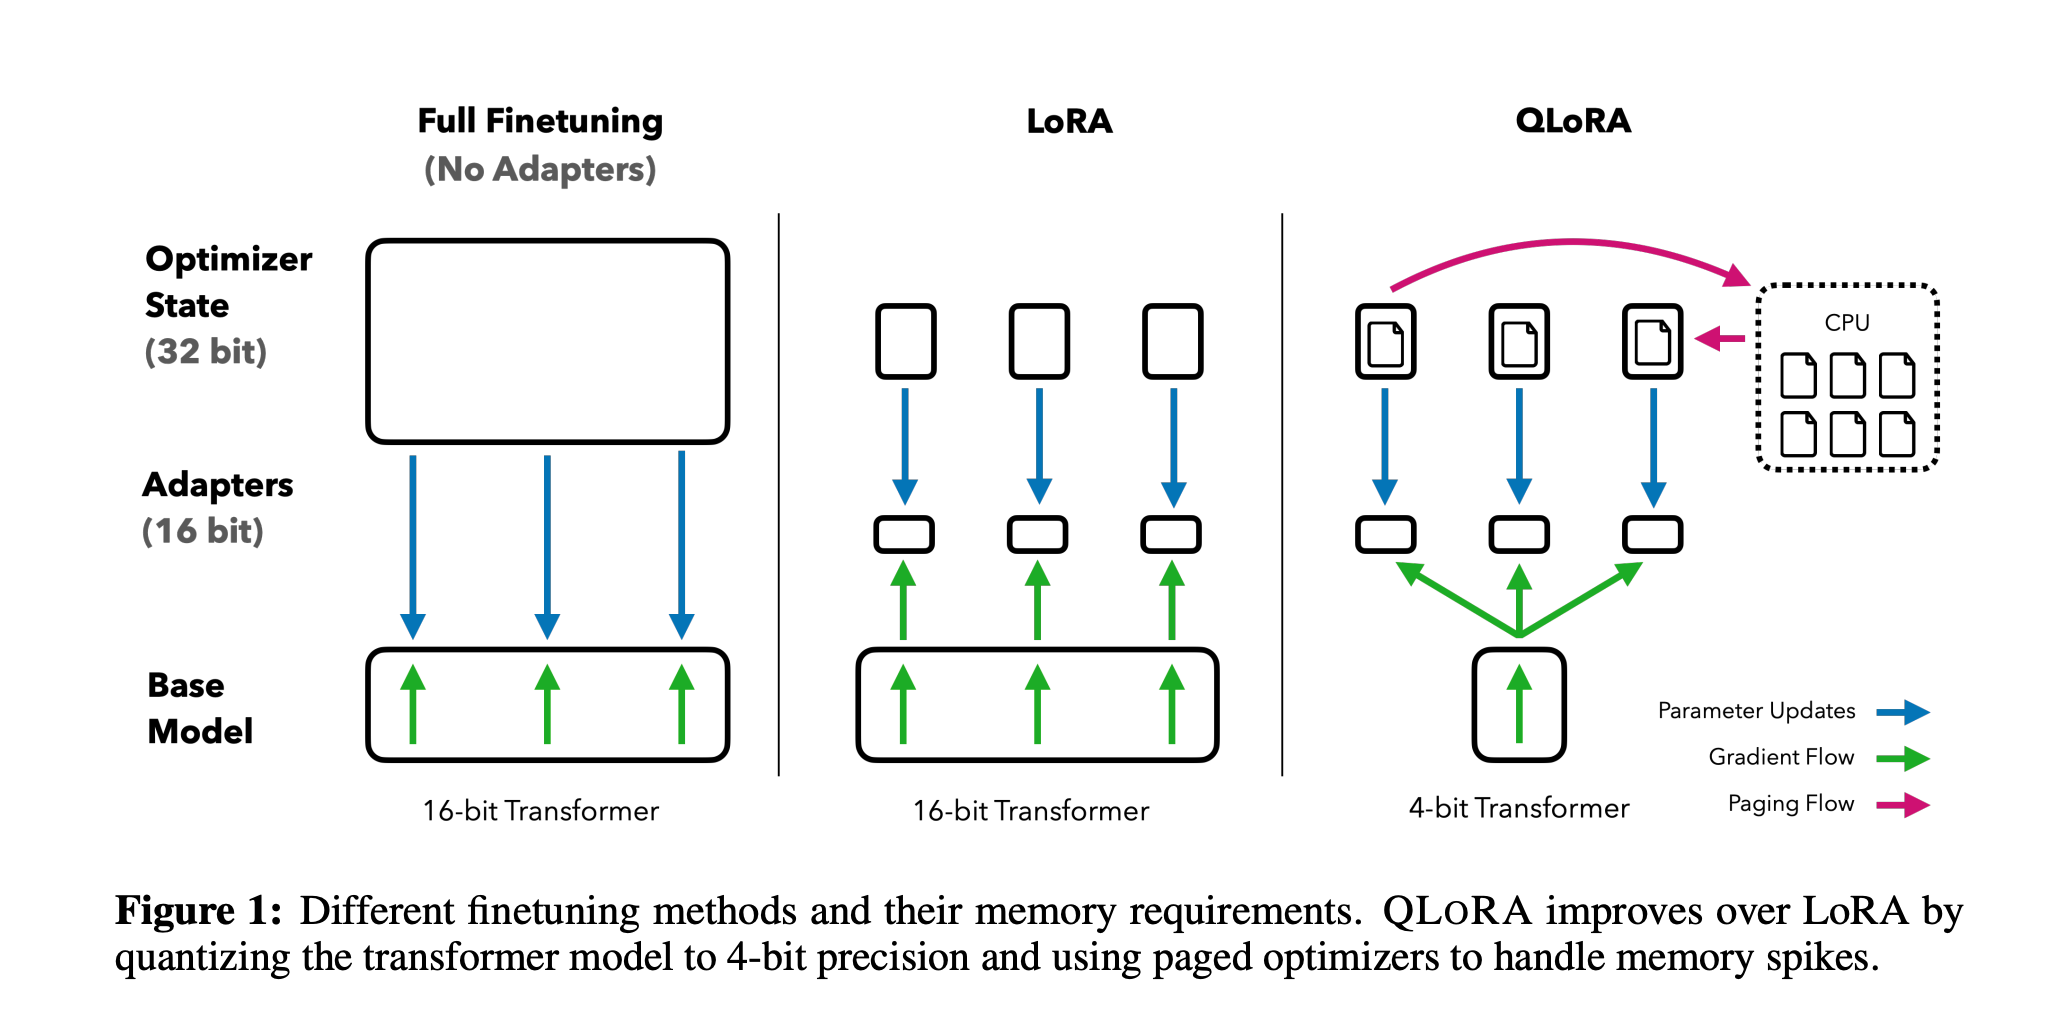 Full Finetuning
(No Adapters)
LoRA
QLoRA
Optimizer
State
(32 bit)
CPU
Adapters
(16 bit)
Base
Model
Parameter Updates
Gradient Flow
Paging Flow
16-bit Transformer
16-bit Transformer
4-bit Transformer
Figure 1: Different finetuning methods and their memory requirements. QLORA improves over LoRA by
quantizing the transformer model to 4-bit precision and using paged optimizers to handle memory spikes.